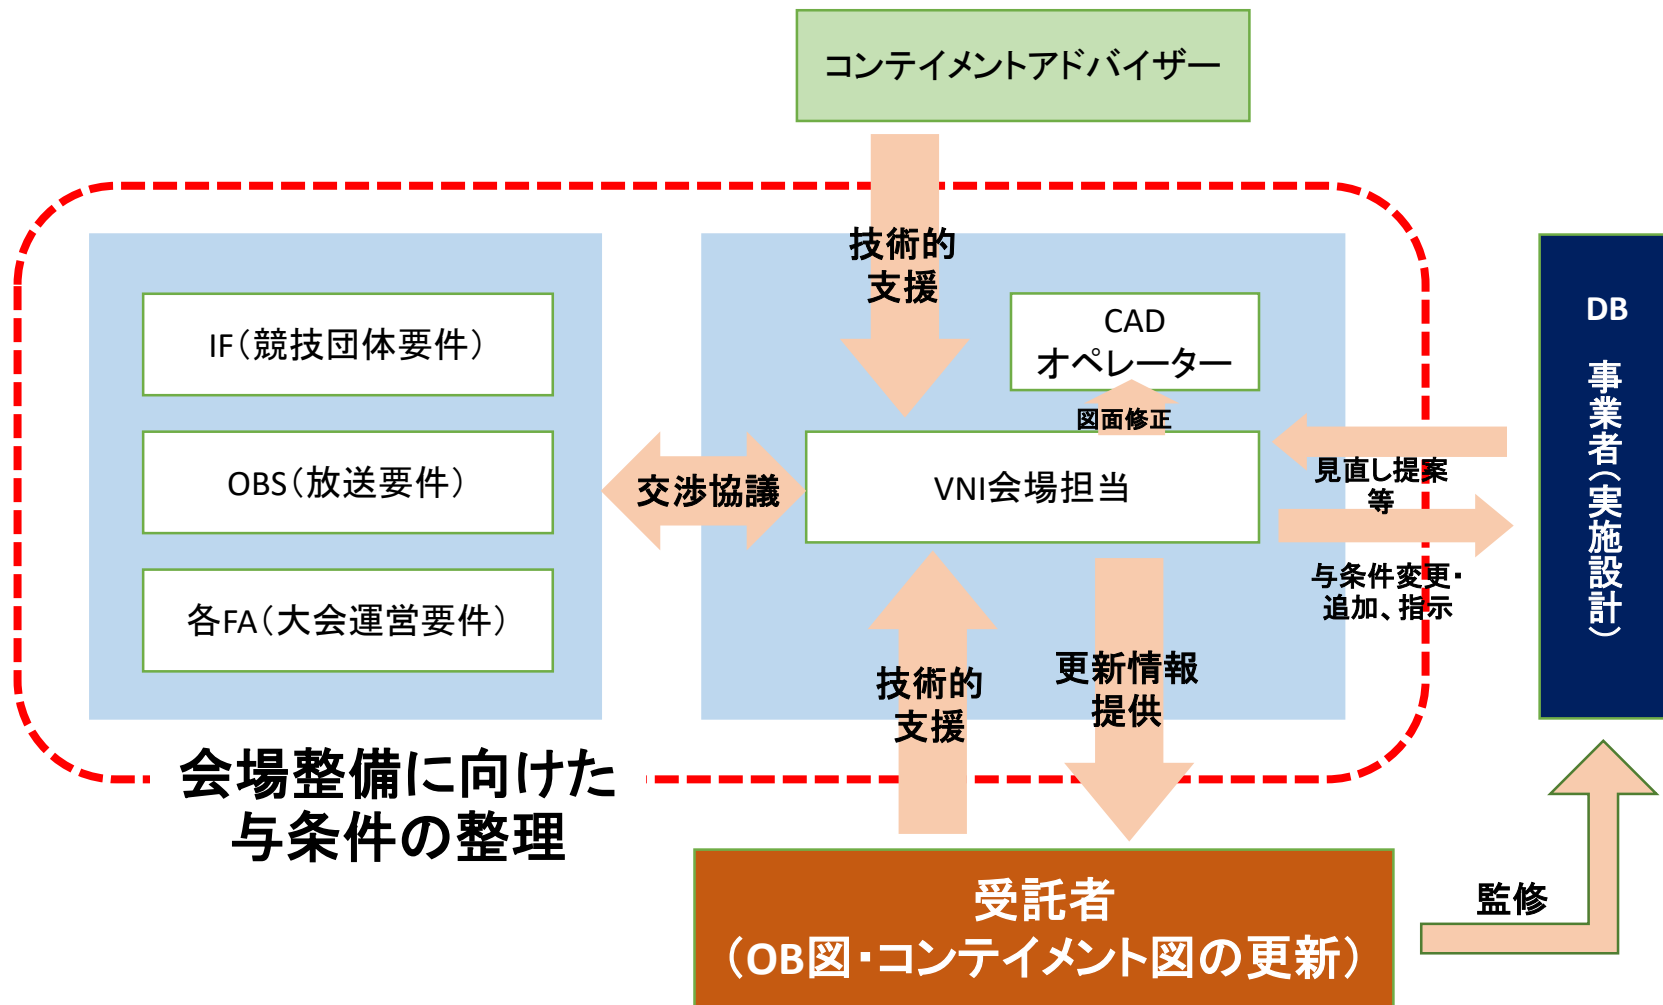 コンテイメントアドバイザー
技術的
支援
IF（競技団体要件）
OBS（放送要件）
各FA（大会運営要件）
交渉協議
CAD
オペレーター
図面修正
VNI会場担当
見直し提案
等
与条件変更・
追加、指示
DB　事業者（実施設計）
技術的
支援
更新情報
提供
会場整備に向けた
与条件の整理
受託者
（OB図・コンテイメント図の更新）
監修